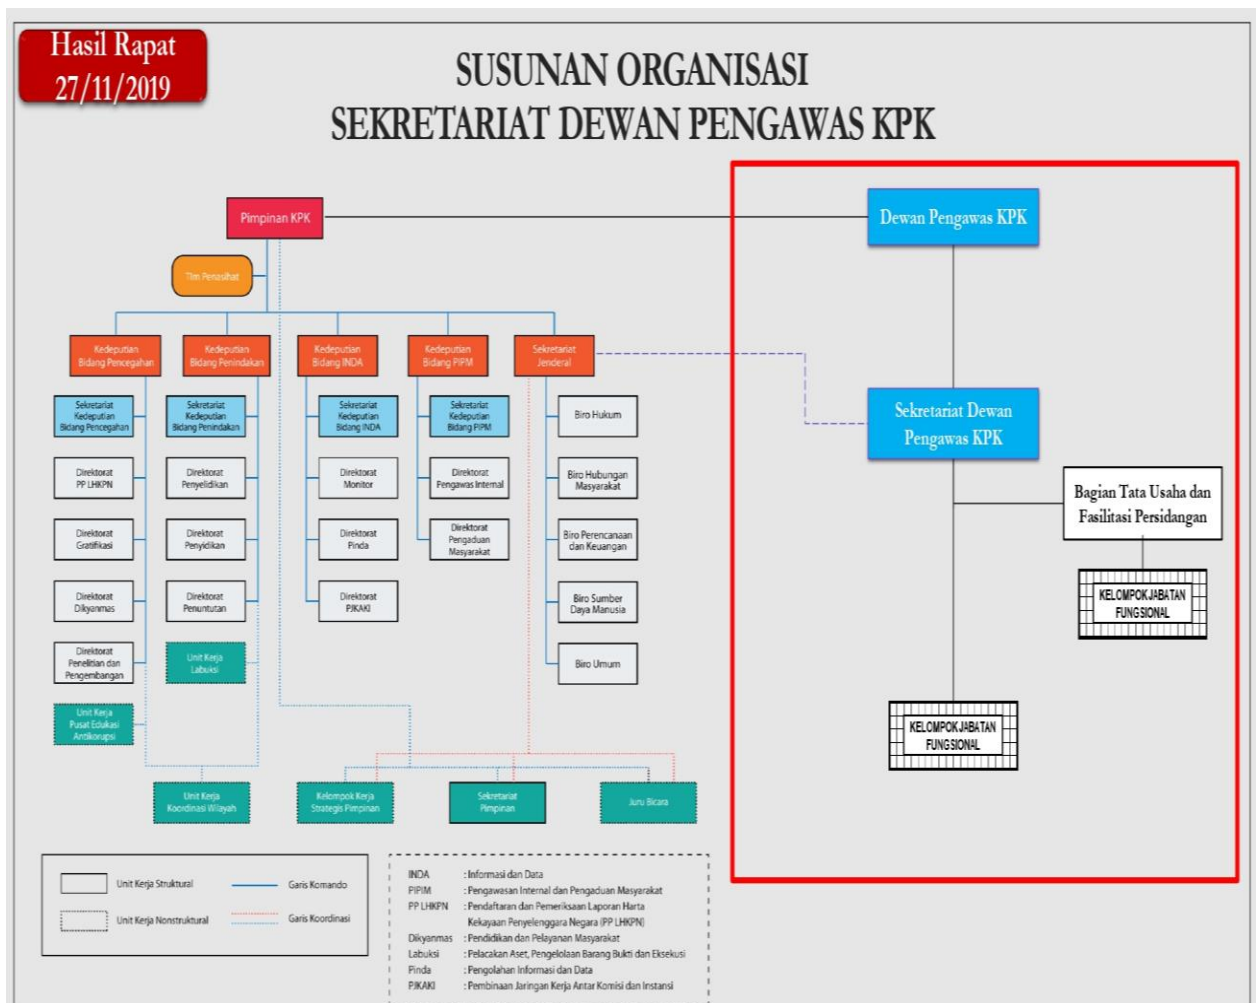 Hasil Rapat
27/11/2019
SUSUNAN ORGANISASI
SEKRETARIAT DEWAN PENGAWAS KPK
Pimpinan KPK
Dewan Pengawas KPK
Tim Penasihat
Kedeputian
Bidang Pencegahan
Kedeputian
Bidang Penindakan
Kedeputian
Bidang INDA
Kedeputian
Bidang PIPM
Sekretariat
Jenderal
Sekretariat Dewan
Pengawas KPK
Sekretariat
Kedeputian
Bidang Pencegahan
Sekretariat
Kedeputian
Bidang Penindakan
Sekretariat
Kedeputian
Bidang INDA
Sekretariat
Kedeputian
Bidang PIPM
Biro Hukum
Direktorat
PP LHKPN
Direktorat
Penyelidikan
Direktorat
Monitor
Direktorat
Pengawas Internal
Biro Hubungan
Masyarakat
Bagian Tata Usaha dan
Fasilitasi Persidangan
Direktorat
Gratifikasi
Direktorat
Penyidikan
Direktorat
Pinda
Direktorat
Pengaduan
Masyarakat
Biro Perencanaan
dan Keuangan
KELOMPOK JABATAN
FUNGSIONAL
Direktorat
Dikyanmas
Direktorat
Penuntutan
Direktorat
PJKAKI
Biro Sumber
Daya Manusia
Direktorat
Penelitian dan
Pengembangan
Unit Kerja
Labuksi
Biro Umum
Unit Kerja
Pusat Edukasi
Antikorupsi
KELOMPOK JABATAN
FUNGSIONAL
Unit Kerja
Koordinasi Wilayah
Kelompok Kerja
Strategis Pimpinan
Sekretariat
Pimpinan
Juru Bicara
Unit Kerja Struktural
Garis Komando
Unit Kerja Nonstruktural
Garis Koordinasi
INDA : Informasi dan Data
PIPIM : Pengawasan Internal dan Pengaduan Masyarakat
PP LHKPN : Pendaftaran dan Pemeriksaan Laporan Harta
Kekayaan Penyelenggara Negara (PP LHKPN)
Dikyanmas : Pendidikan dan Pelayanan Masyarakat
Labuksi : Pelacakan Aset, Pengelolaan Barang Bukti dan Eksekusi
Pinda : Pengolahan Informasi dan Data
PJKAKI : Pembinaan Jaringan Kerja Antar Komisi dan Instansi